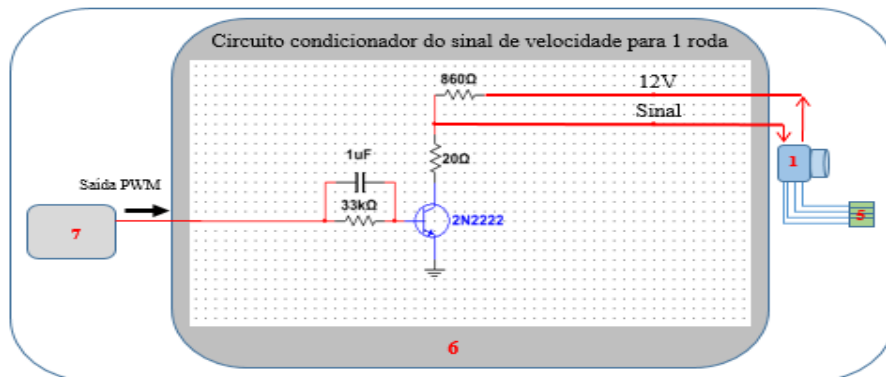 Circuito condicionador do sinal de velocidade para 1 roda
860Ω
12V
Sinal
1uF
20Ω
Saída PWM
33kΩ
1
2N2222
5
7
6